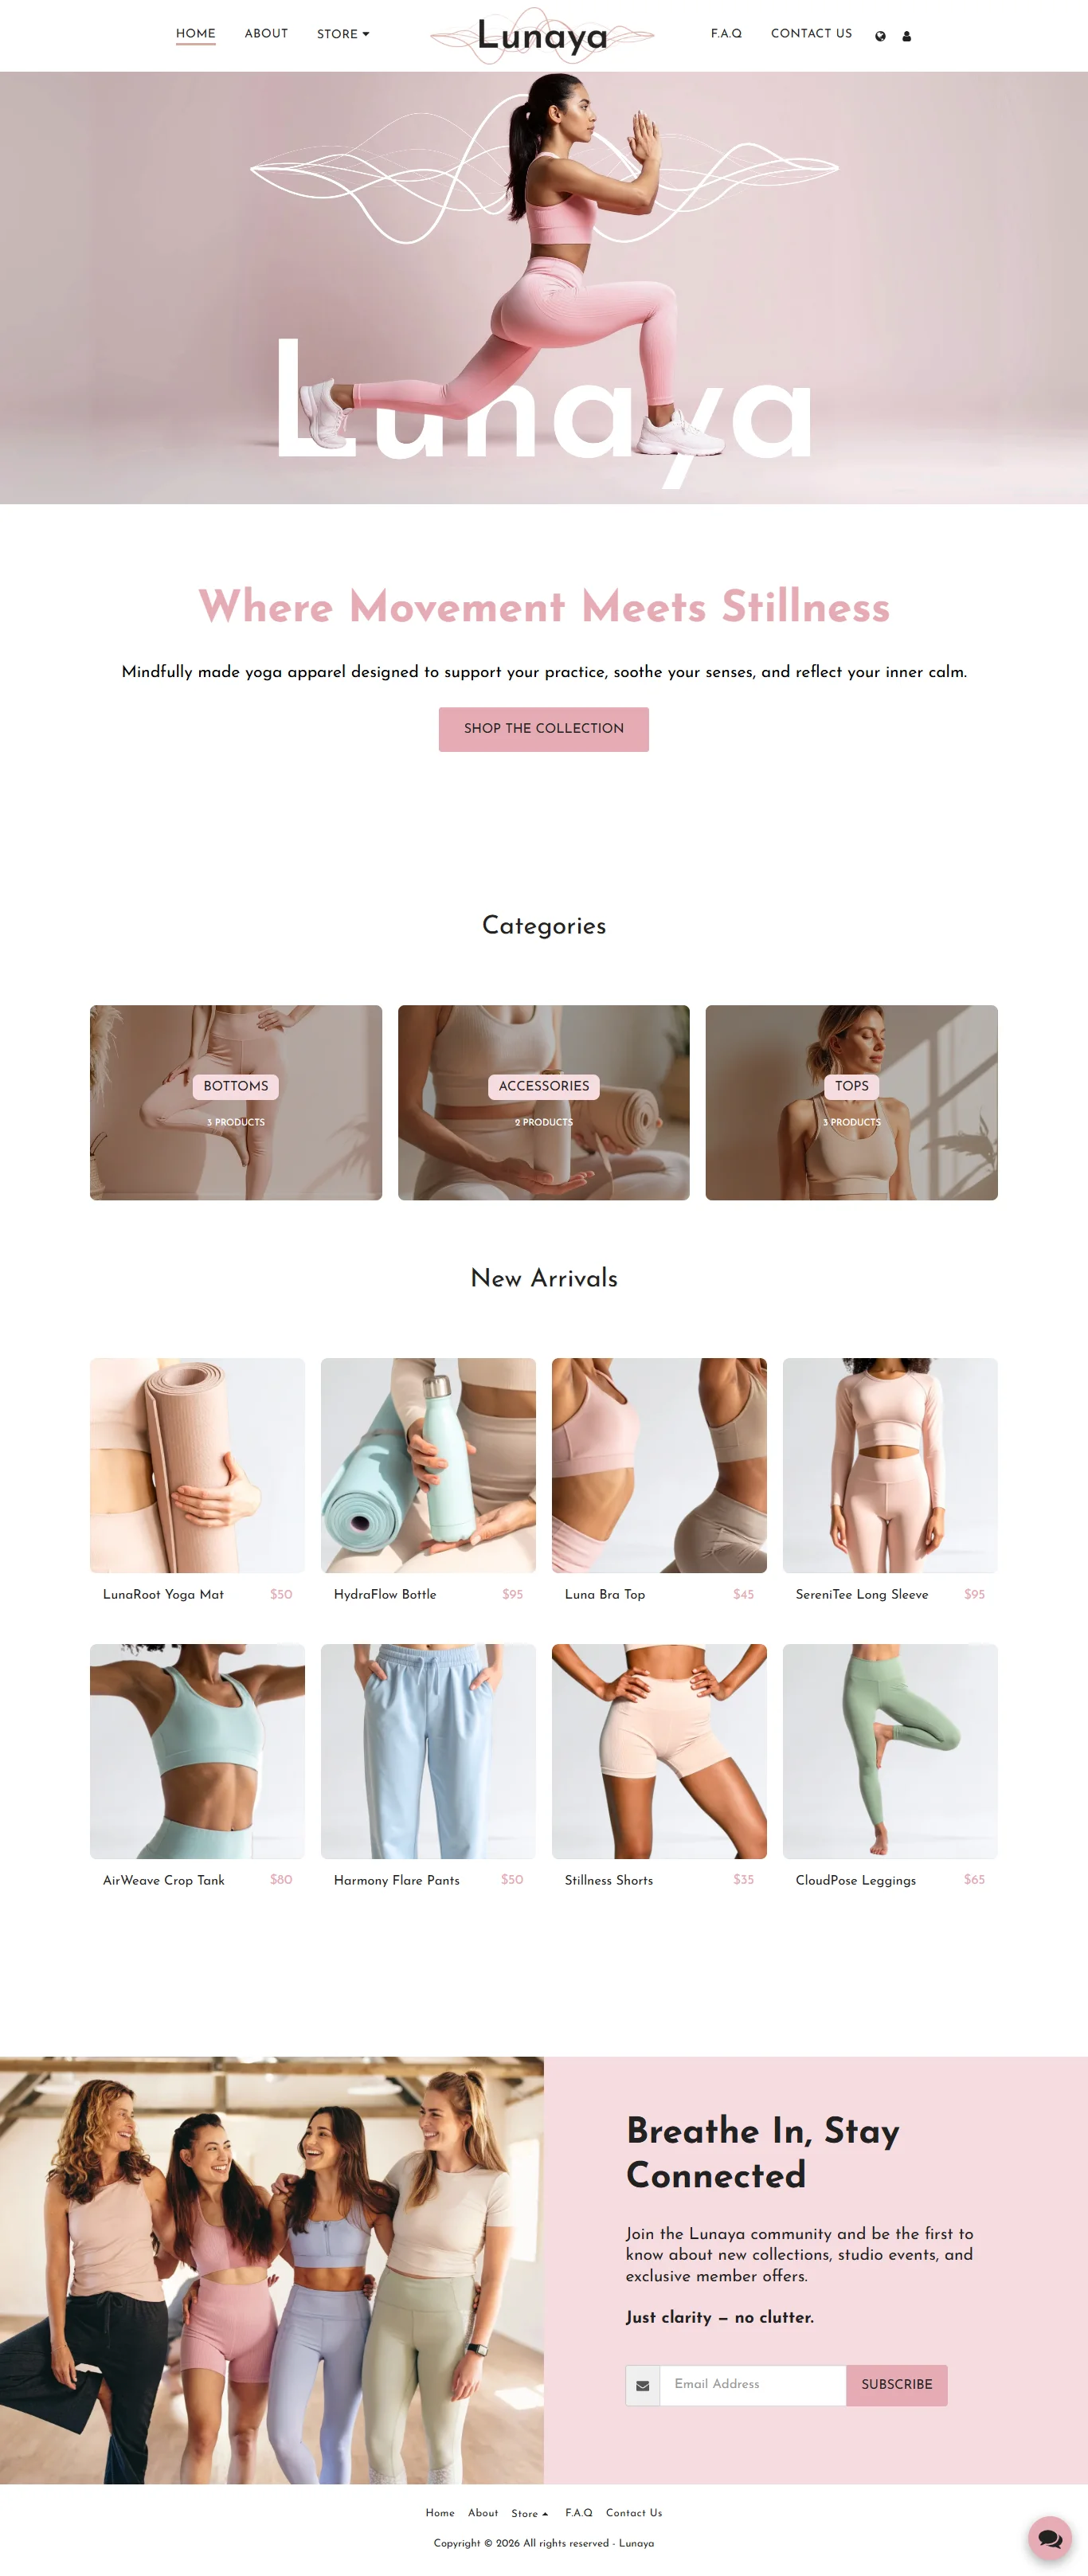 HOME ABOUT STORE Lunaya F.A.Q CONTACT US
Lunaya
Where Movement Meets Stillness
Mindfully made yoga apparel designed to support your practice, soothe your senses, and reflect your inner calm.
SHOP THE COLLECTION
Categories
BOTTOMS
3 PRODUCTS
ACCESSORIES
2 PRODUCTS
TOPS
3 PRODUCTS
New Arrivals
LunaRoot Yoga Mat $50
HydraFlow Bottle $95
Luna Bra Top $45
SereniTee Long Sleeve $95
AirWeave Crop Tank $80
Harmony Flare Pants $50
Stillness Shorts $35
CloudPose Leggings $65
Breathe In, Stay
Connected
Join the Lunaya community and be the first to
know about new collections, studio events, and
exclusive member offers.
Just clarity – no clutter.
Email Address SUBSCRIBE
Home About Store F.A.Q Contact Us
Copyright © 2026 All rights reserved - Lunaya